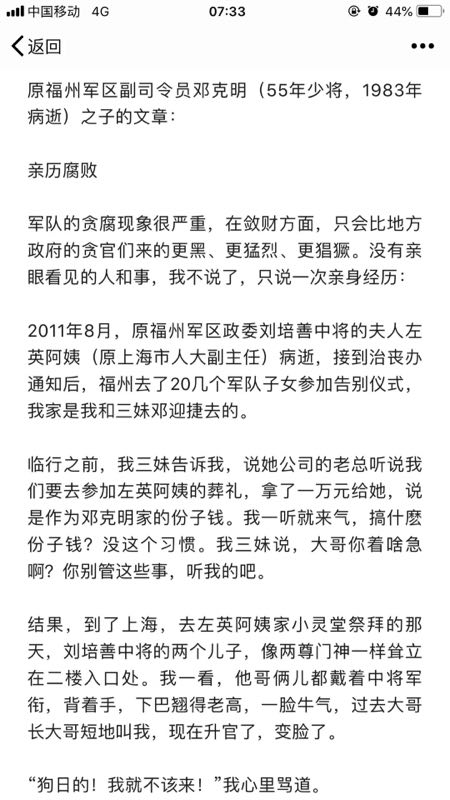 中国移动 4G 07:33 44%
返回
原福州军区副司令员邓克明（55年少将，1983年
病逝）之子的文章：
亲历腐败
军队的贪腐现象很严重，在敛财方面，只会比地方
政府的贪官们来的更黑、更猛烈、更猖獗。没有亲
眼看见的人和事，我不说了，只说一次亲身经历：
2011年8月，原福州军区政委刘培善中将的夫人左
英阿姨（原上海市人大副主任）病逝，接到治丧办
通知后，福州去了20几个军队子女参加告别仪式，
我家是我和三妹邓迎捷去的。
临行之前，我三妹告诉我，说她公司的老总听说我
们要去参加左英阿姨的葬礼，拿了一万元给她，说
是作为邓克明家的份子钱。我一听就来气，搞什麽
份子钱？没这个习惯。我三妹说，大哥你着啥急
啊？你别管这些事，听我的吧。
结果，到了上海，去左英阿姨家小灵堂祭拜的那
天，刘培善中将的两个儿子，像两尊门神一样耸立
在二楼入口处。我一看，他哥俩儿都戴着中将军
衔，背着手，下巴翘得老高，一脸牛气，过去大哥
长大哥短地叫我，现在升官了，变脸了。
“狗日的！我就不该来！”我心里骂道。